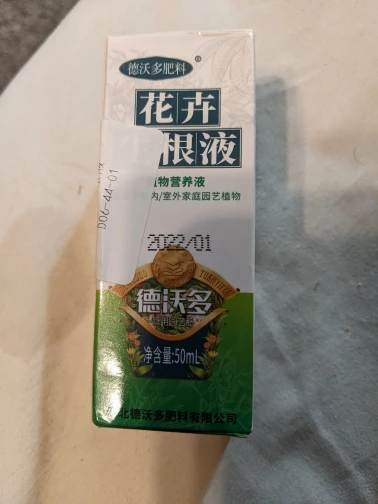 德沃多肥料®
花卉
根液
物营养液
内/室外家庭园艺植物
D06-44-01
2022/01
德沃多
净含量:50mL
北德沃多肥料有限公司